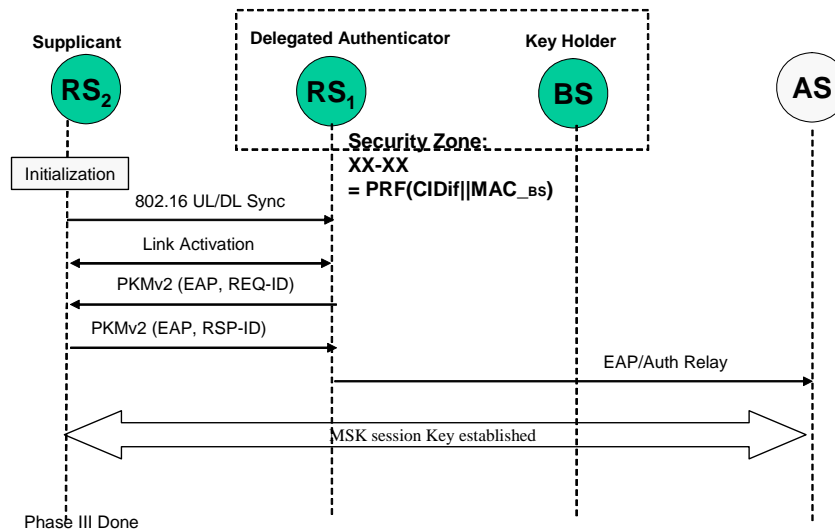 Supplicant
Delegated Authenticator
Key Holder
RS2
RS1
BS
AS
Security Zone:
XX-XX
= PRF(CIDif||MAC_BS)
Initialization
802.16 UL/DL Sync
Link Activation
PKMv2 (EAP, REQ-ID)
PKMv2 (EAP, RSP-ID)
EAP/Auth Relay
MSK session Key established
Phase III Done